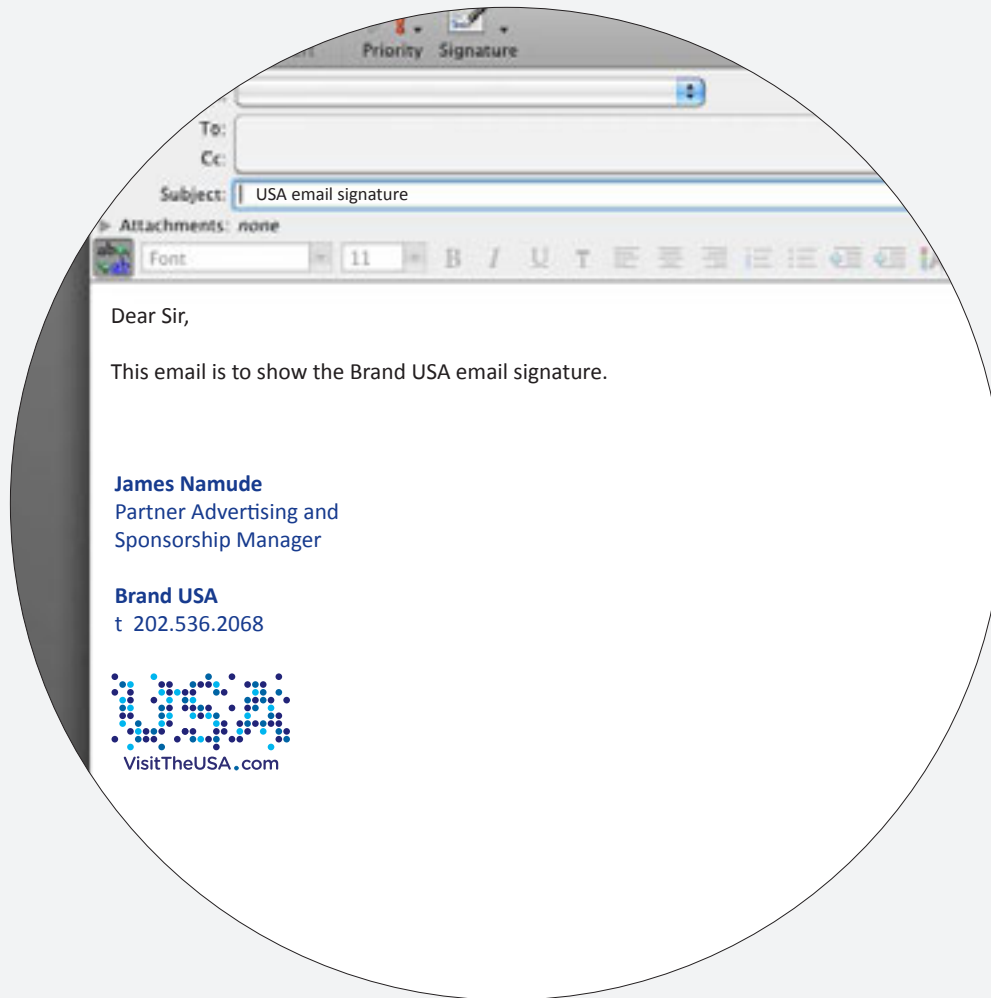 Priority Signature
To:
Cc:
Subject: USA email signature
Attachments: none
Font 11 B I U T
Dear Sir,
This email is to show the Brand USA email signature.
James Namude
Partner Advertising and
Sponsorship Manager
Brand USA
t 202.536.2068
USA
VisitTheUSA.com